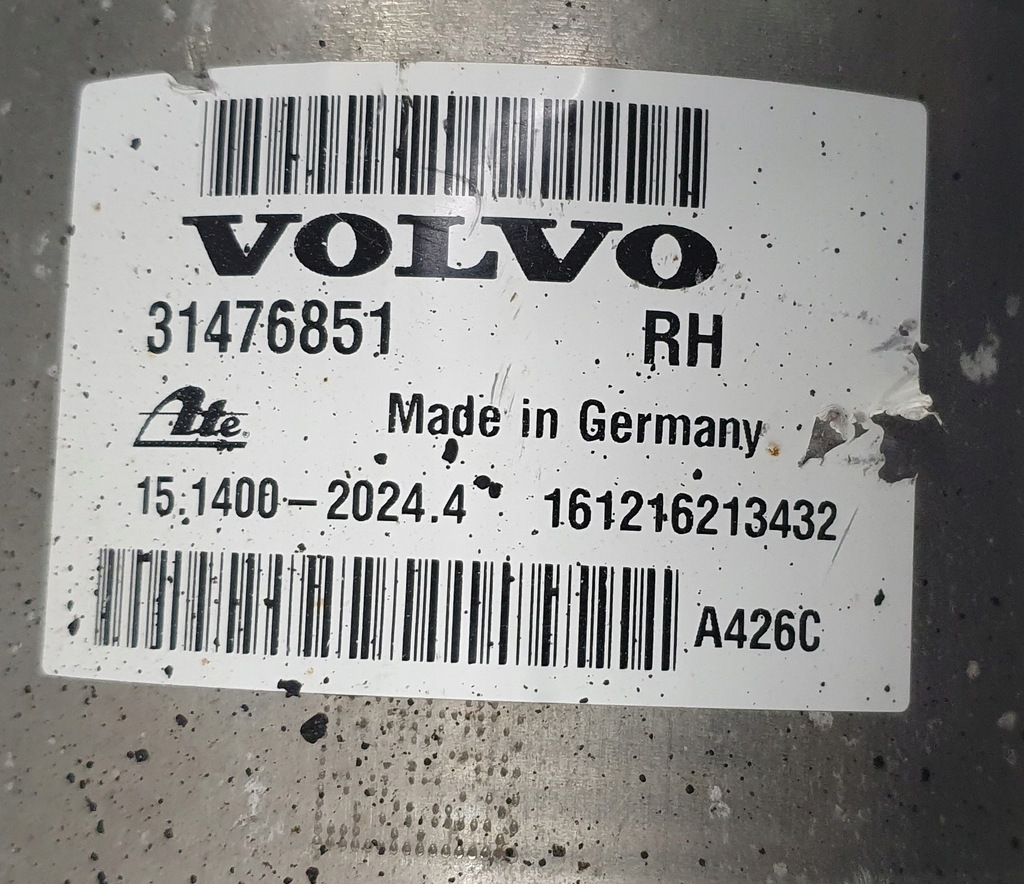 VOLVO
31476851 RH
Ate® Made in Germany
15.1400-2024.4 161216213432
A426C